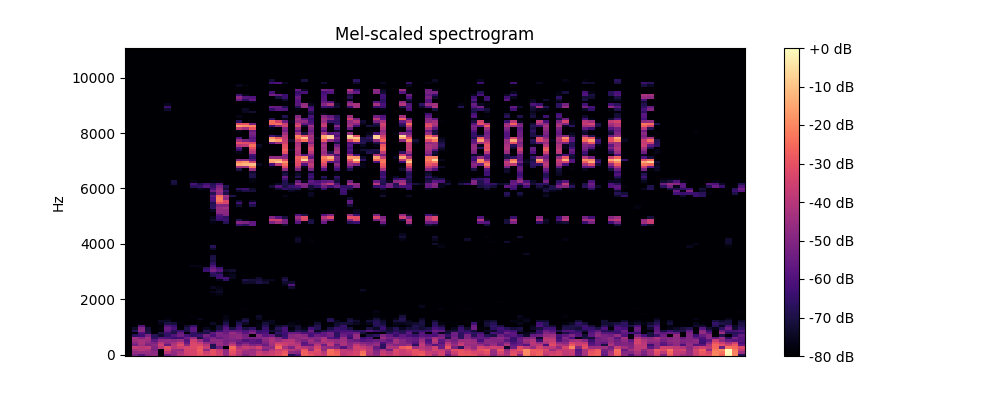 Mel-scaled spectrogram
Hz
10000
8000
6000
4000
2000
0
+0 dB
-10 dB
-20 dB
-30 dB
-40 dB
-50 dB
-60 dB
-70 dB
-80 dB